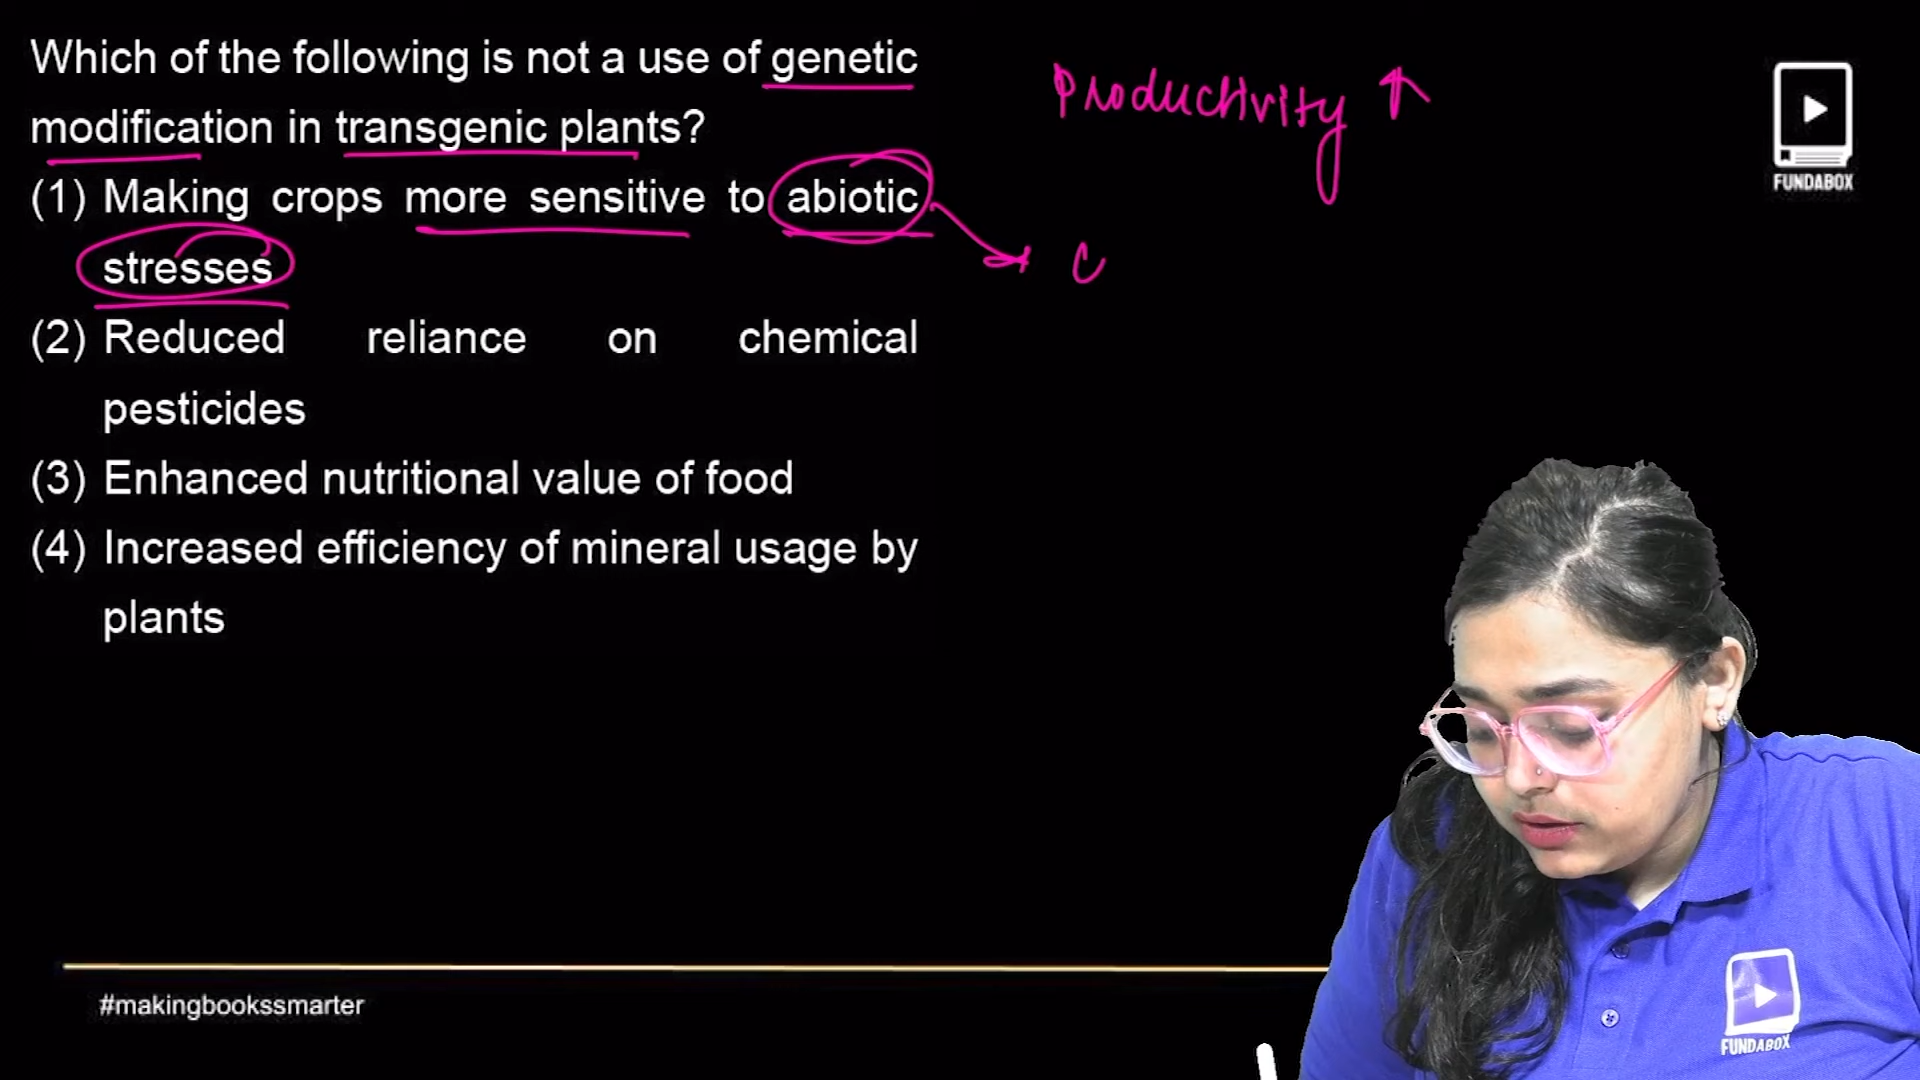 Which of the following is not a use of genetic
modification in transgenic plants?
(1) Making crops more sensitive to abiotic
stresses
(2) Reduced reliance on chemical
pesticides
(3) Enhanced nutritional value of food
(4) Increased efficiency of mineral usage by
plants
Productivity ↑
C
FUNDABOX
#makingbookssmarter
FUNDABOX